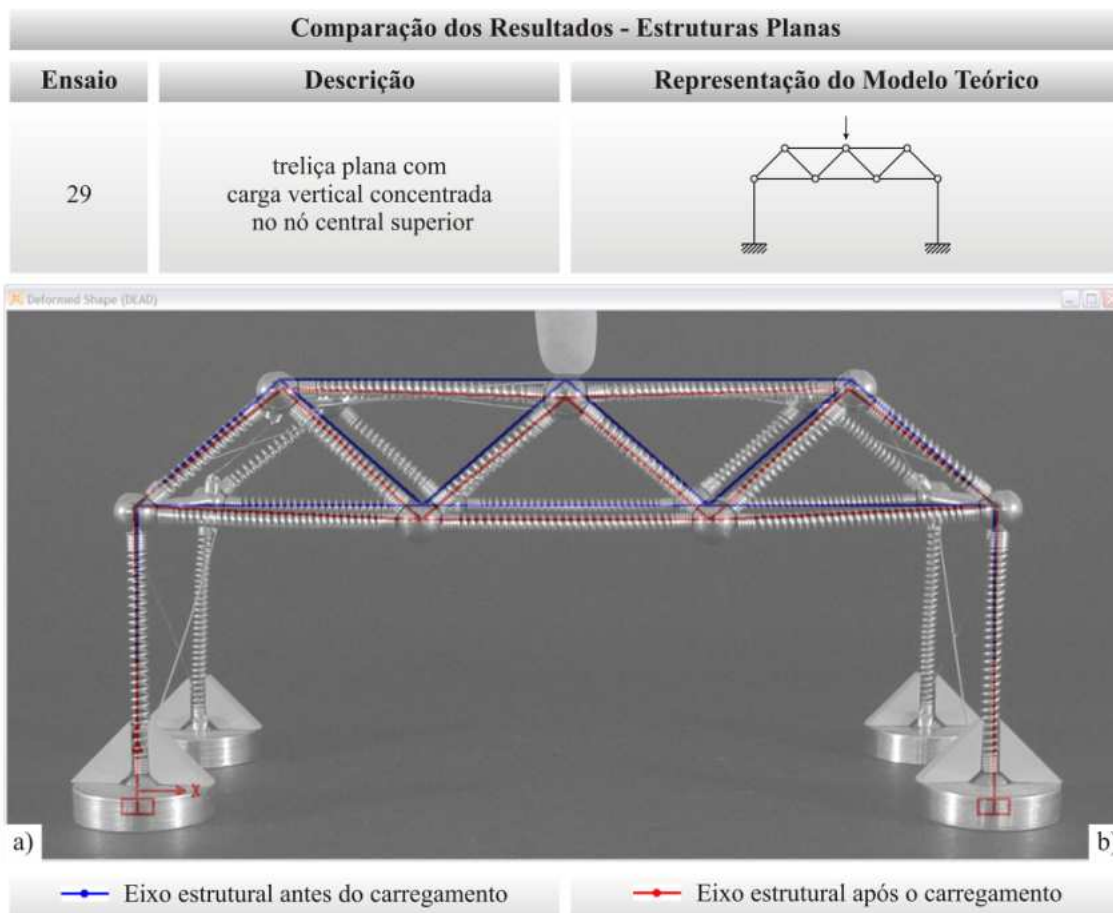 Comparação dos Resultados - Estruturas Planas
Ensaio
Descrição
Representação do Modelo Teórico
29
treliça plana com
carga vertical concentrada
no nó central superior
Deformed Shape (DEAD)
X
a)
b)
Eixo estrutural antes do carregamento
Eixo estrutural após o carregamento